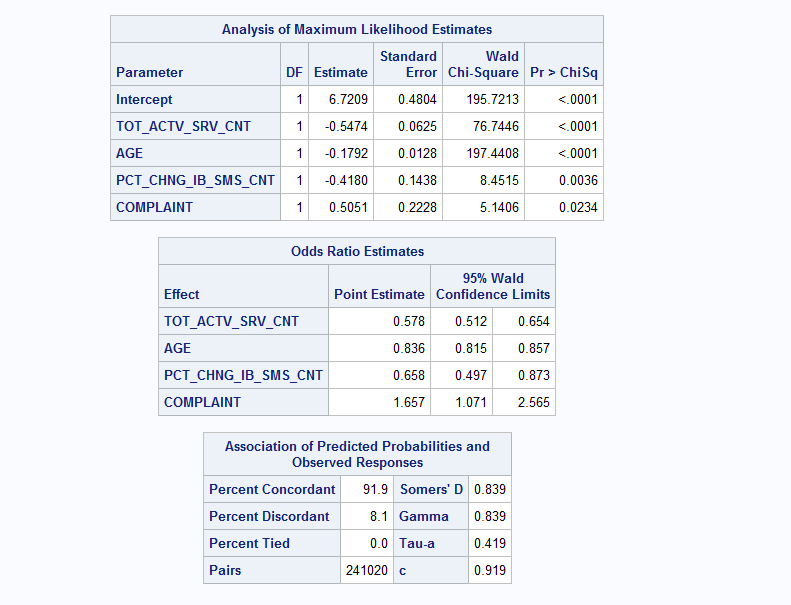 Analysis of Maximum Likelihood Estimates
Parameter DF Estimate Standard Error Wald Chi-Square Pr > ChiSq
Intercept 1 6.7209 0.4804 195.7213 <.0001
TOT_ACTV_SRV_CNT 1 -0.5474 0.0625 76.7446 <.0001
AGE 1 -0.1792 0.0128 197.4408 <.0001
PCT_CHNG_IB_SMS_CNT 1 -0.4180 0.1438 8.4515 0.0036
COMPLAINT 1 0.5051 0.2228 5.1406 0.0234
Odds Ratio Estimates
Effect Point Estimate 95% Wald Confidence Limits
TOT_ACTV_SRV_CNT 0.578 0.512 0.654
AGE 0.836 0.815 0.857
PCT_CHNG_IB_SMS_CNT 0.658 0.497 0.873
COMPLAINT 1.657 1.071 2.565
Association of Predicted Probabilities and
Observed Responses
Percent Concordant 91.9 Somers' D 0.839
Percent Discordant 8.1 Gamma 0.839
Percent Tied 0.0 Tau-a 0.419
Pairs 241020 c 0.919